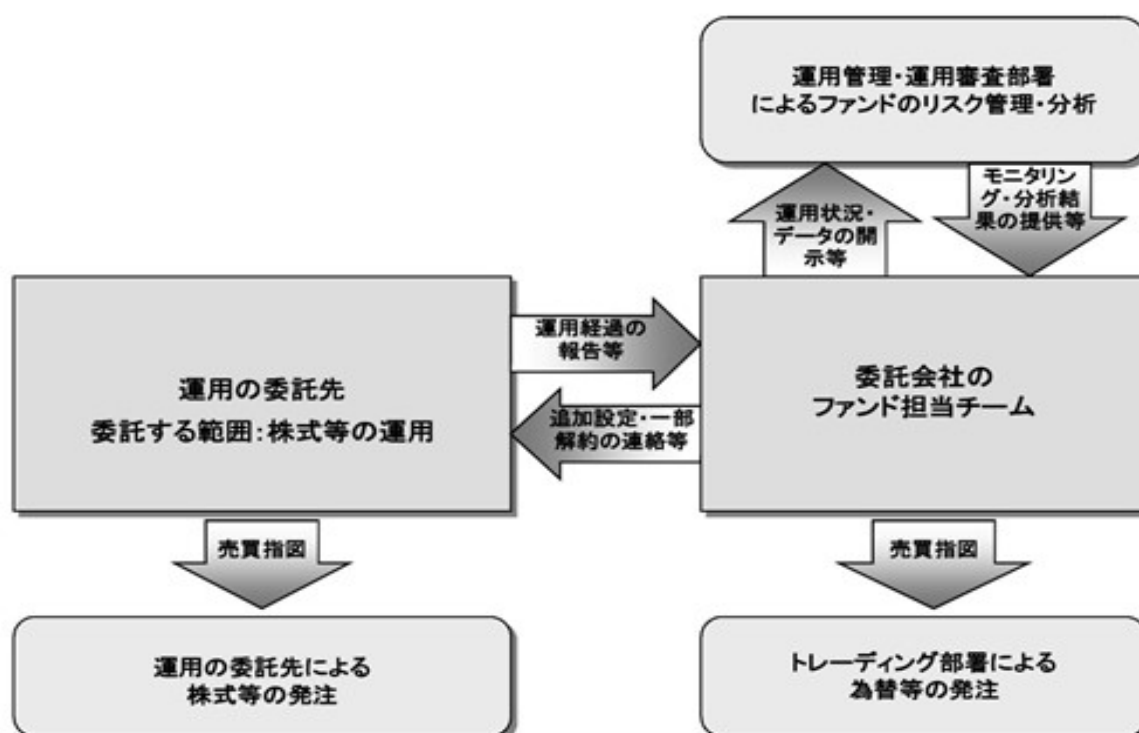 運用管理・運用審査部署
によるファンドのリスク管理・分析
運用状況・
データの開
示等
モニタリン
グ・分析結
果の提供等
運用の委託先
委託する範囲：株式等の運用
運用経過の
報告等
追加設定・一部
解約の連絡等
委託会社の
ファンド担当チーム
売買指図
売買指図
運用の委託先による
株式等の発注
トレーディング部署による
為替等の発注